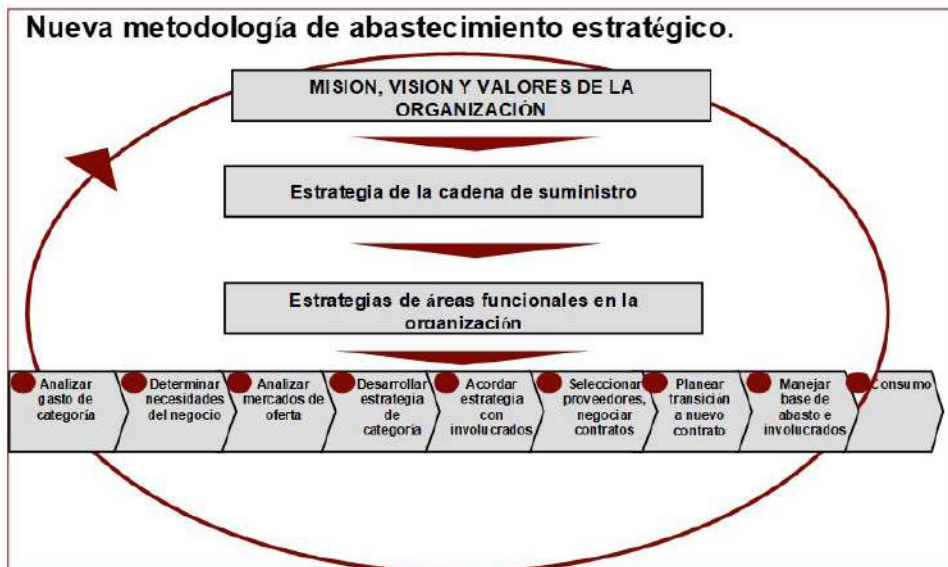 Nueva metodología de abastecimiento estratégico.
MISION, VISION Y VALORES DE LA
ORGANIZACIÓN
Estrategia de la cadena de suministro
Estrategias de áreas funcionales en la
organización
Analizar
gasto de
categoría
Determinar
necesidades
del negocio
Analizar
mercados de
oferta
Desarrollar
estrategia
de
categoría
Acordar
estrategia
con
involucrados
Seleccionar
proveedores,
negociar
contratos
Planear
transición
a nuevo
contrato
Manejar
base de
abasto e
involucrados
Consumo